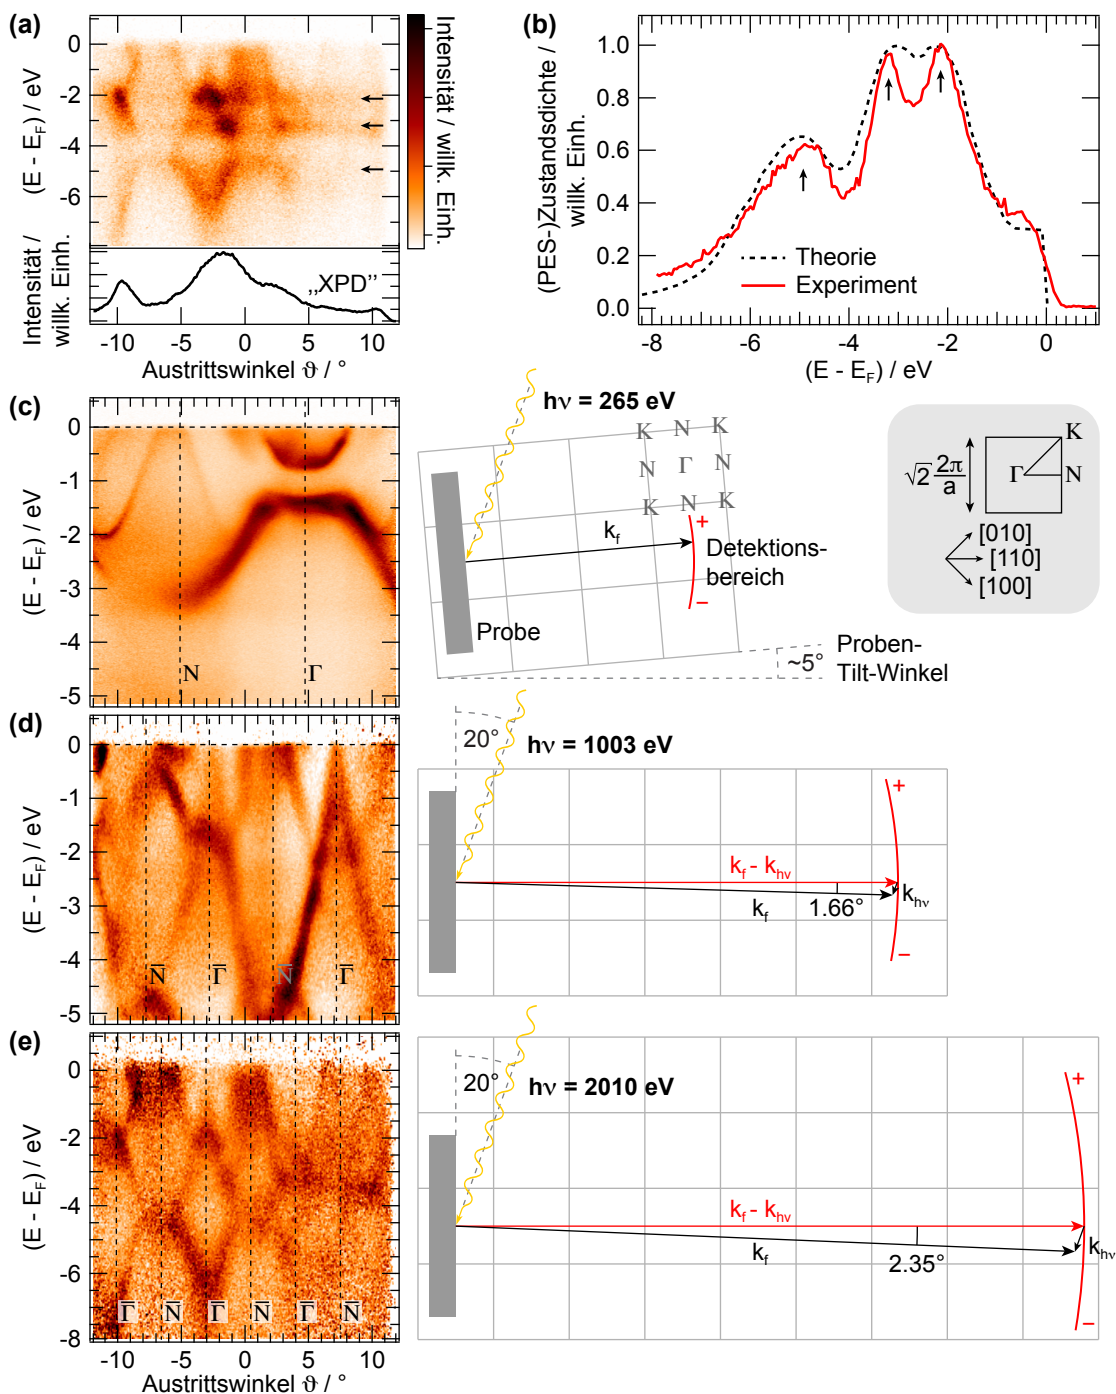 (a)
0
-2
-4
-6
(E - E_F) / eV
Intensität / willk. Einh.
Intensität /
willk. Einh.
,,XPD''
-10 -5 0 5 10
Austrittswinkel ϑ / °
(b)
(PES-)Zustandsdichte /
willk. Einh.
1.0
0.8
0.6
0.4
0.2
0.0
Theorie
Experiment
-8 -6 -4 -2 0
(E - E_F) / eV
(c)
0
-1
-2
-3
-4
-5
(E - E_F) / eV
N Γ
hν = 265 eV
K N K
N Γ N
K N K
k_f
+
Detektions-
bereich
−
Probe
Proben-
Tilt-Winkel
~5°
K
Γ N
√2 2π/a
[010]
[110]
[100]
(d)
0
-1
-2
-3
-4
-5
(E - E_F) / eV
N̅ Γ̅ N̅ Γ̅
20°
hν = 1003 eV
+
k_f - k_hν
k_f
1.66°
k_hν
−
(e)
0
-2
-4
-6
-8
(E - E_F) / eV
Γ̅ N̅ Γ̅ N̅ Γ̅ N̅
-10 -5 0 5 10
Austrittswinkel ϑ / °
20°
hν = 2010 eV
+
k_f - k_hν
k_f
2.35°
k_hν
−